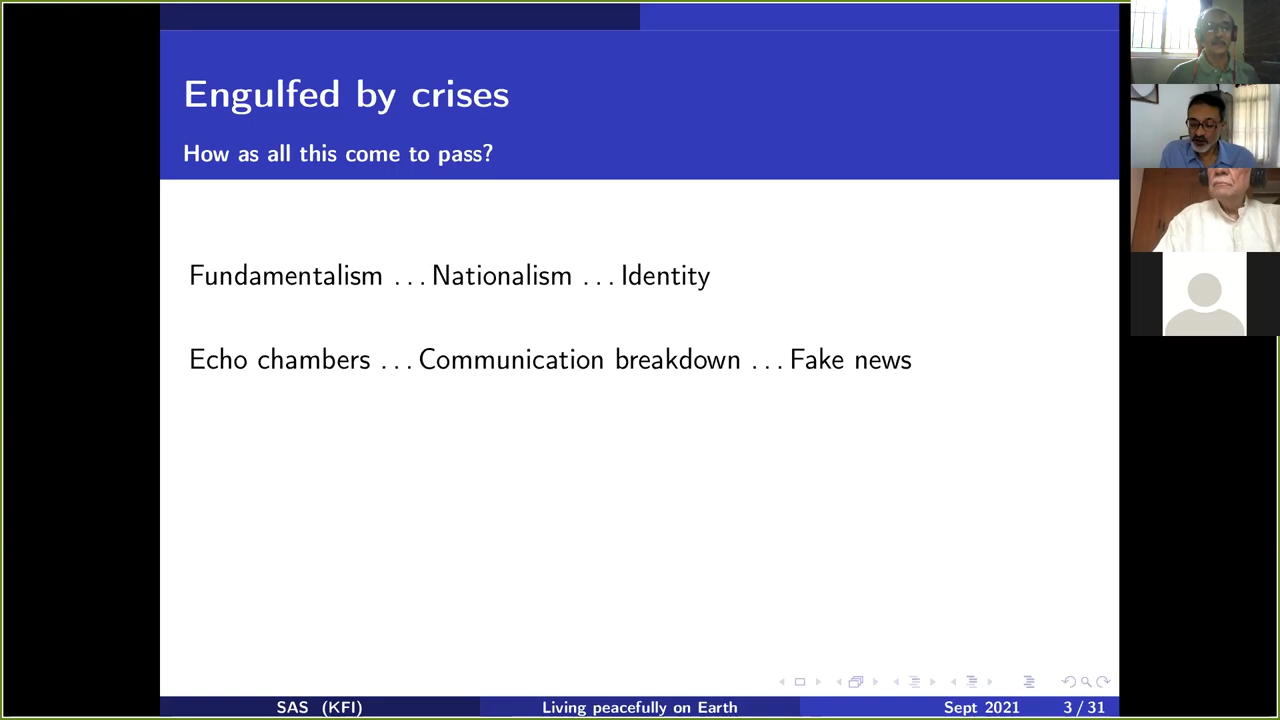 Engulfed by crises
How as all this come to pass?
Fundamentalism ... Nationalism ... Identity
Echo chambers ... Communication breakdown ... Fake news
SAS (KFI) Living peacefully on Earth Sept 2021 3 / 31